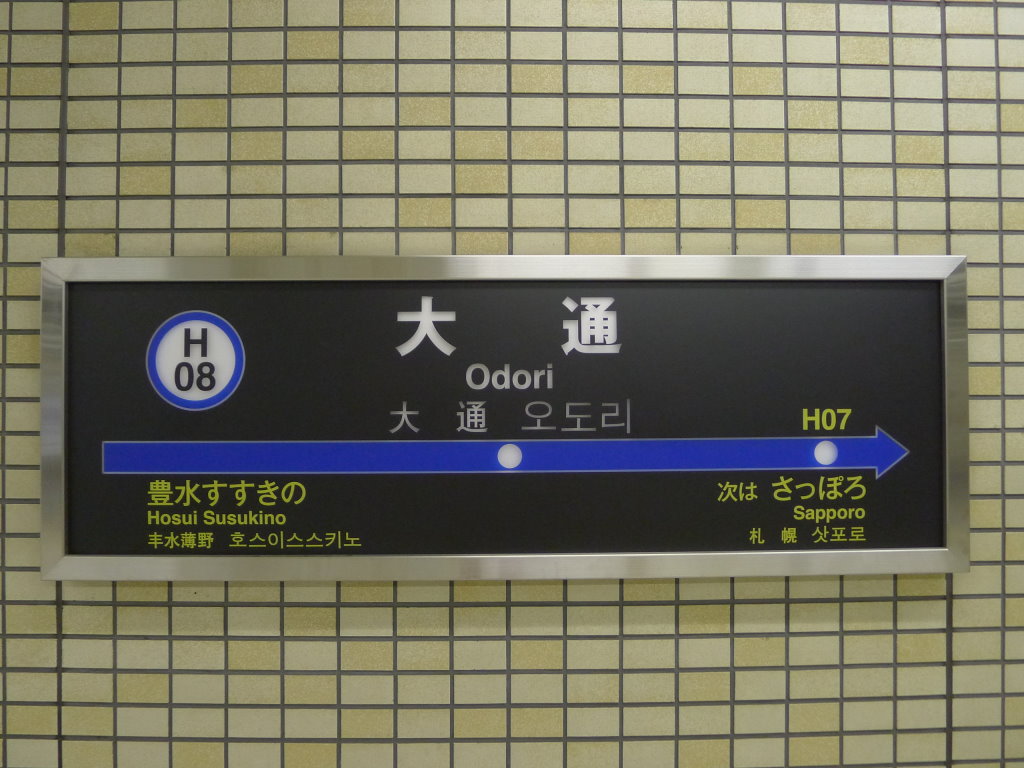 H
08
大 通
Odori
大 通 오도리
H07
豊水すすきの
Hosui Susukino
丰水薄野 호스이스스키노
次は さっぽろ
Sapporo
札 幌 삿포로